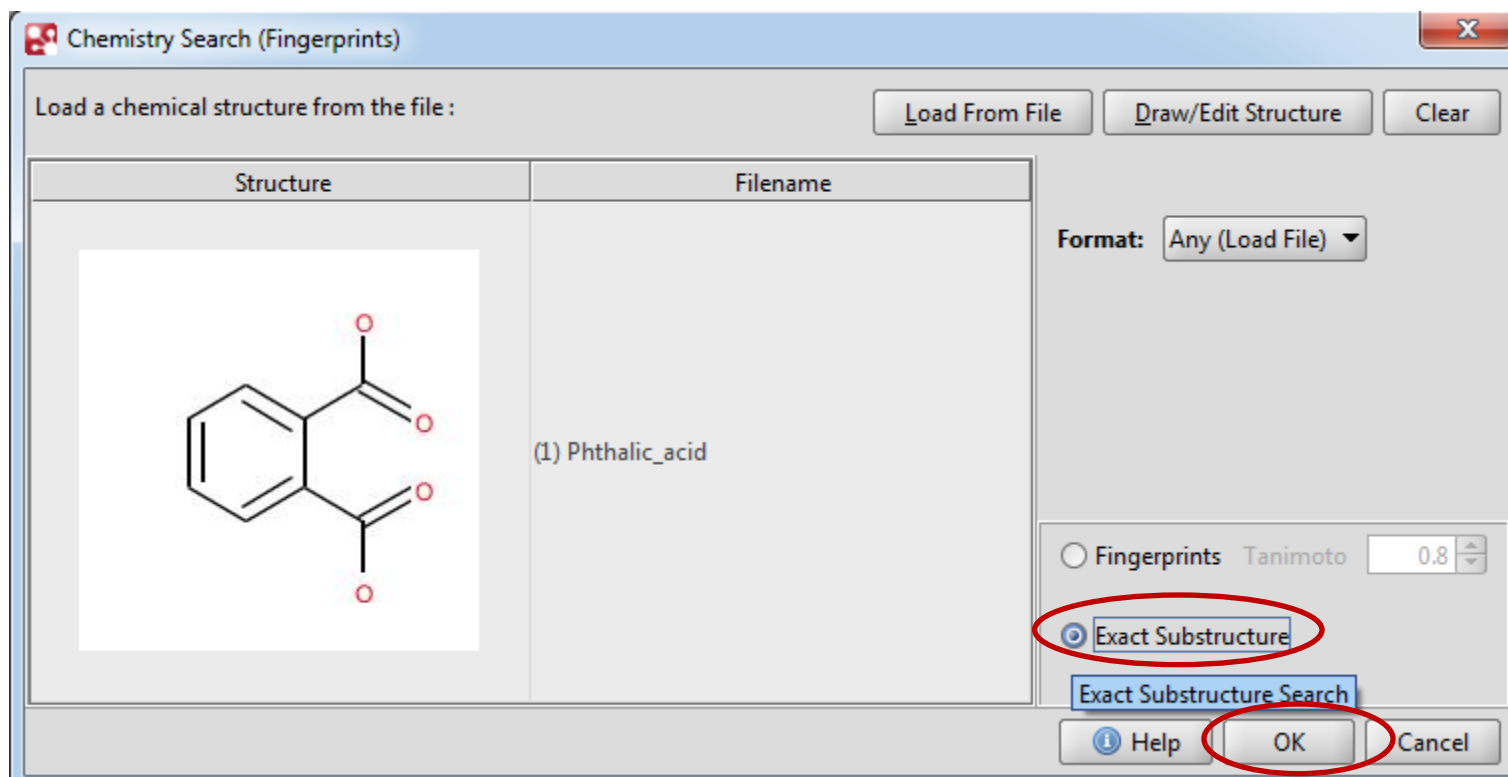 Chemistry Search (Fingerprints)
x
Load a chemical structure from the file :
Load From File
Draw/Edit Structure
Clear
Structure
Filename
O
O
O
O
(1) Phthalic_acid
Format:
Any (Load File)
Fingerprints
Tanimoto
0.8
Exact Substructure
Exact Substructure Search
Help
OK
Cancel